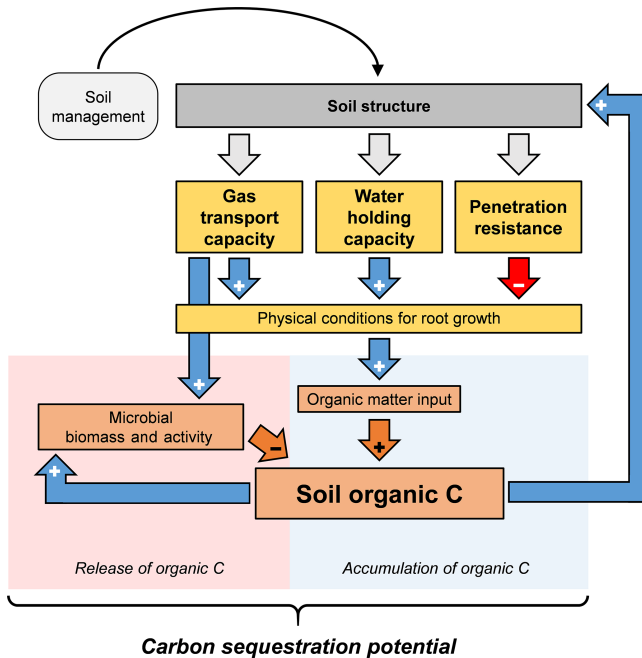 Soil
management
Soil structure
+
Gas
transport
capacity
Water
holding
capacity
Penetration
resistance
+
+
-
Physical conditions for root growth
+
+
Organic matter input
Microbial
biomass and activity
-
+
+
Soil organic C
Release of organic C
Accumulation of organic C
Carbon sequestration potential